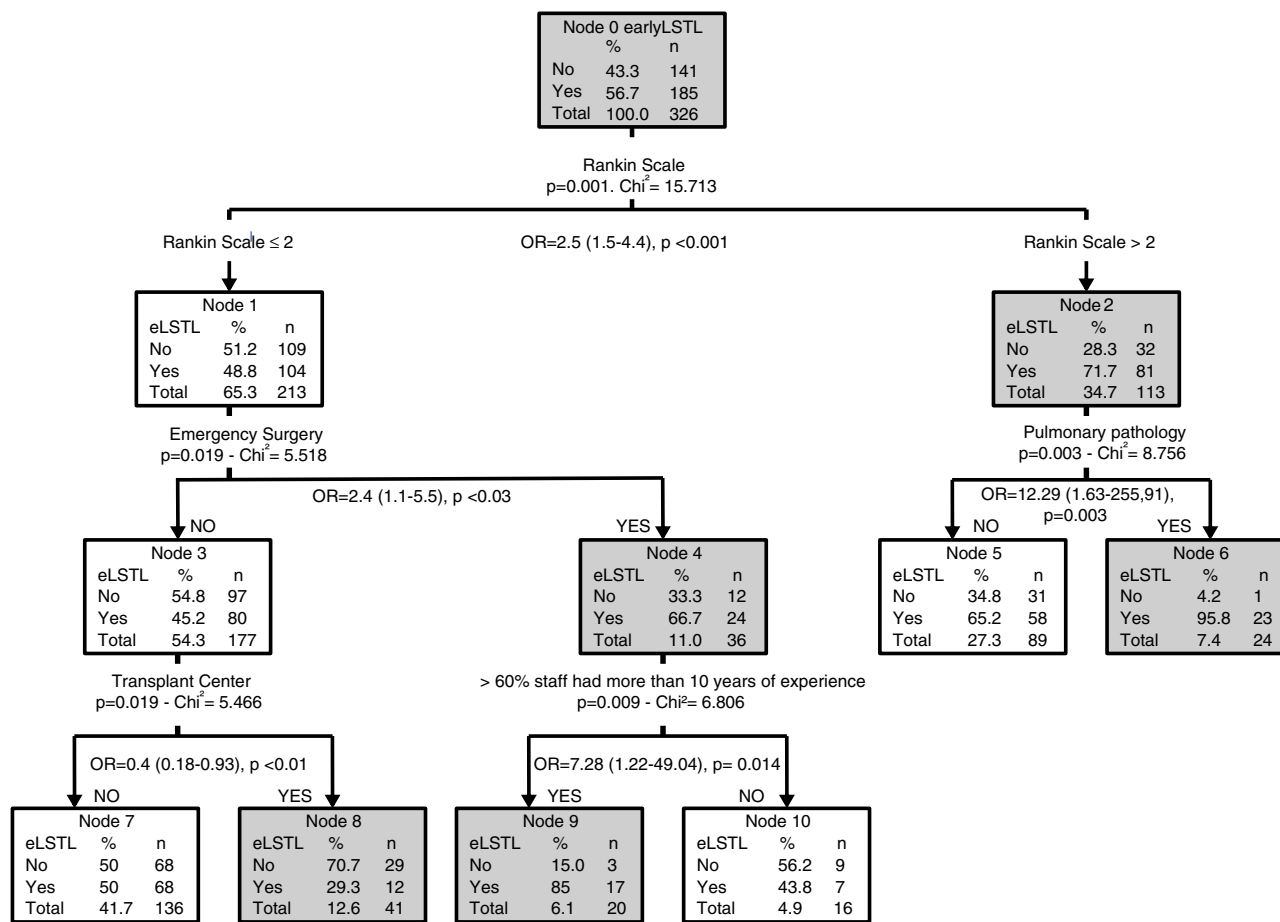 Node 0 earlyLSTL
% n
No 43.3 141
Yes 56.7 185
Total 100.0 326
Rankin Scale
p=0.001. Chi²= 15.713
Rankin Scale ≤ 2
OR=2.5 (1.5-4.4), p <0.001
Rankin Scale > 2
Node 1
eLSTL % n
No 51.2 109
Yes 48.8 104
Total 65.3 213
Node 2
eLSTL % n
No 28.3 32
Yes 71.7 81
Total 34.7 113
Emergency Surgery
p=0.019 - Chi²= 5.518
Pulmonary pathology
p=0.003 - Chi²= 8.756
OR=2.4 (1.1-5.5), p <0.03
OR=12.29 (1.63-255,91),
p=0.003
NO
YES
NO
YES
Node 3
eLSTL % n
No 54.8 97
Yes 45.2 80
Total 54.3 177
Node 4
eLSTL % n
No 33.3 12
Yes 66.7 24
Total 11.0 36
Node 5
eLSTL % n
No 34.8 31
Yes 65.2 58
Total 27.3 89
Node 6
eLSTL % n
No 4.2 1
Yes 95.8 23
Total 7.4 24
Transplant Center
p=0.019 - Chi²= 5.466
> 60% staff had more than 10 years of experience
p=0.009 - Chi²= 6.806
OR=0.4 (0.18-0.93), p <0.01
OR=7.28 (1.22-49.04), p= 0.014
NO
YES
YES
NO
Node 7
eLSTL % n
No 50 68
Yes 50 68
Total 41.7 136
Node 8
eLSTL % n
No 70.7 29
Yes 29.3 12
Total 12.6 41
Node 9
eLSTL % n
No 15.0 3
Yes 85 17
Total 6.1 20
Node 10
eLSTL % n
No 56.2 9
Yes 43.8 7
Total 4.9 16